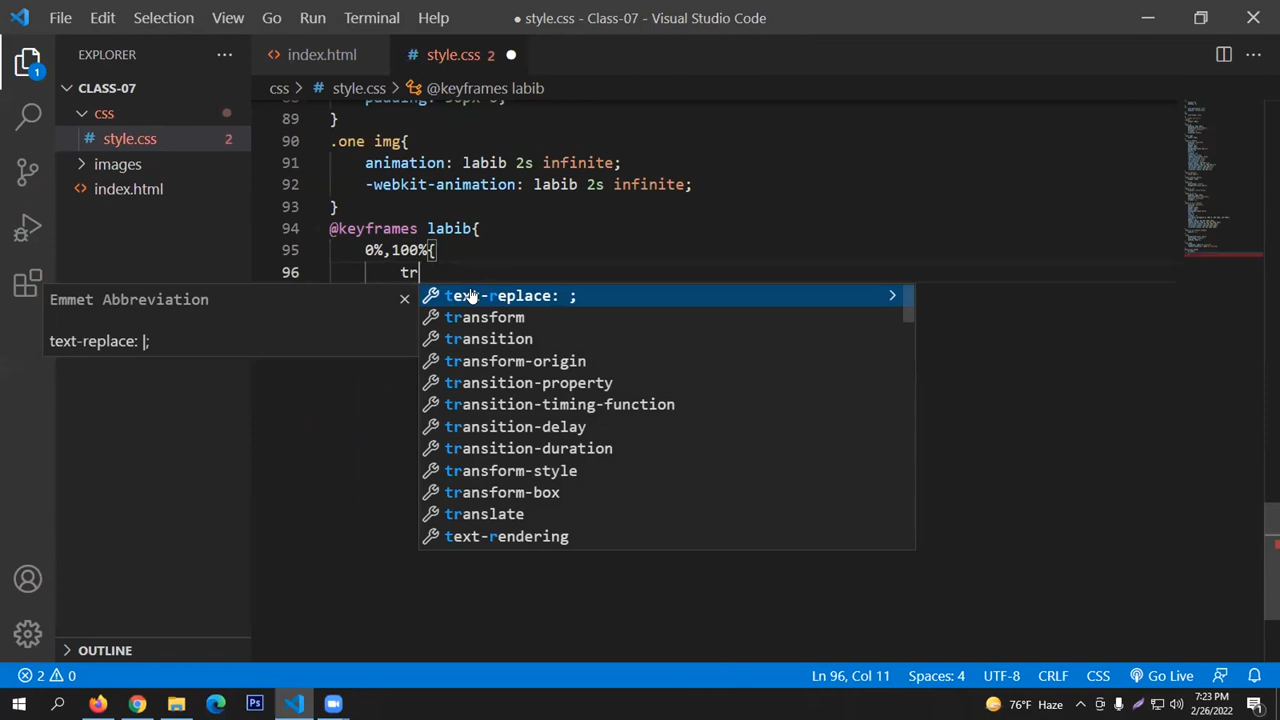 File Edit Selection View Go Run Terminal Help
● style.css - Class-07 - Visual Studio Code
EXPLORER
index.html
style.css 2
CLASS-07
css > # style.css > @keyframes labib
css
style.css 2
images
index.html
89 }
90 .one img{
91 animation: labib 2s infinite;
92 -webkit-animation: labib 2s infinite;
93 }
94 @keyframes labib{
95 0%,100%{
96 tr
Emmet Abbreviation
text-replace: |;
text-replace: ;
transform
transition
transform-origin
transition-property
transition-timing-function
transition-delay
transition-duration
transform-style
transform-box
translate
text-rendering
OUTLINE
2 0
Ln 96, Col 11 Spaces: 4 UTF-8 CRLF CSS Go Live
76°F Haze
7:23 PM
2/26/2022
1
Ps